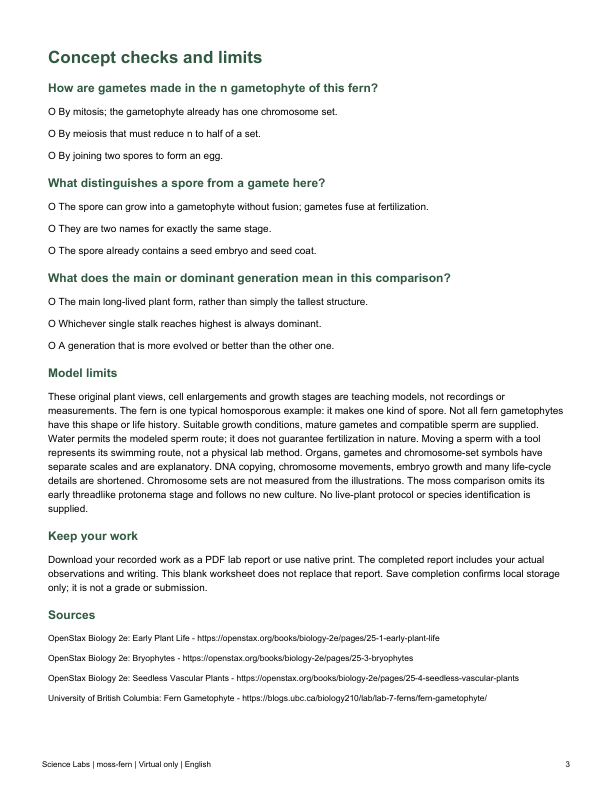 Concept checks and limits
How are gametes made in the n gametophyte of this fern?
O By mitosis; the gametophyte already has one chromosome set.
O By meiosis that must reduce n to half of a set.
O By joining two spores to form an egg.
What distinguishes a spore from a gamete here?
O The spore can grow into a gametophyte without fusion; gametes fuse at fertilization.
O They are two names for exactly the same stage.
O The spore already contains a seed embryo and seed coat.
What does the main or dominant generation mean in this comparison?
O The main long-lived plant form, rather than simply the tallest structure.
O Whichever single stalk reaches highest is always dominant.
O A generation that is more evolved or better than the other one.
Model limits
These original plant views, cell enlargements and growth stages are teaching models, not recordings or
measurements. The fern is one typical homosporous example: it makes one kind of spore. Not all fern gametophytes
have this shape or life history. Suitable growth conditions, mature gametes and compatible sperm are supplied.
Water permits the modeled sperm route; it does not guarantee fertilization in nature. Moving a sperm with a tool
represents its swimming route, not a physical lab method. Organs, gametes and chromosome-set symbols have
separate scales and are explanatory. DNA copying, chromosome movements, embryo growth and many life-cycle
details are shortened. Chromosome sets are not measured from the illustrations. The moss comparison omits its
early threadlike protonema stage and follows no new culture. No live-plant protocol or species identification is
supplied.
Keep your work
Download your recorded work as a PDF lab report or use native print. The completed report includes your actual
observations and writing. This blank worksheet does not replace that report. Save completion confirms local storage
only; it is not a grade or submission.
Sources
OpenStax Biology 2e: Early Plant Life - https://openstax.org/books/biology-2e/pages/25-1-early-plant-life
OpenStax Biology 2e: Bryophytes - https://openstax.org/books/biology-2e/pages/25-3-bryophytes
OpenStax Biology 2e: Seedless Vascular Plants - https://openstax.org/books/biology-2e/pages/25-4-seedless-vascular-plants
University of British Columbia: Fern Gametophyte - https://blogs.ubc.ca/biology210/lab/lab-7-ferns/fern-gametophyte/
Science Labs | moss-fern | Virtual only | English
3